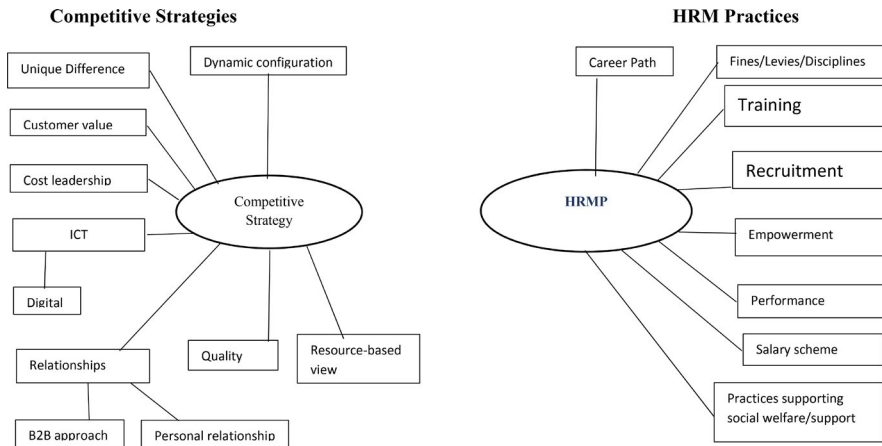 Competitive Strategies
HRM Practices
Unique Difference
Dynamic configuration
Customer value
Cost leadership
Competitive
Strategy
ICT
Digital
Relationships
Quality
Resource-based
view
B2B approach
Personal relationship
Career Path
Fines/Levies/Disciplines
Training
Recruitment
HRMP
Empowerment
Performance
Salary scheme
Practices supporting
social welfare/support